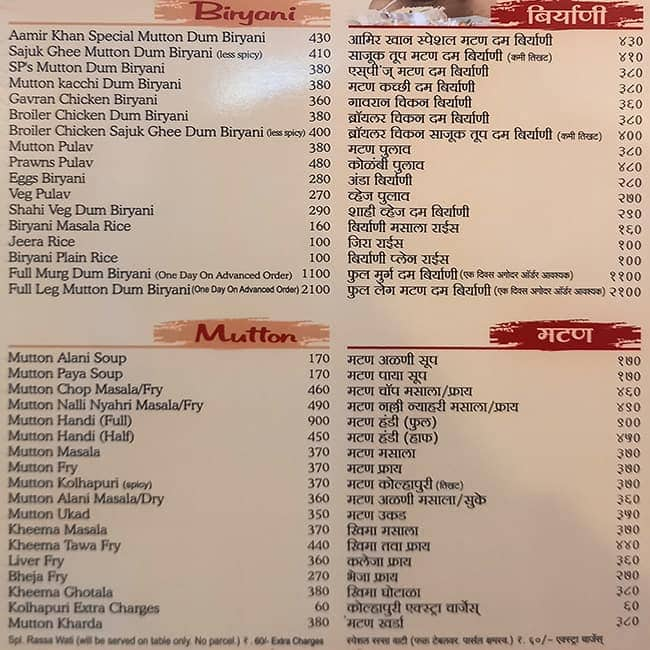 Biryani
Aamir Khan Special Mutton Dum Biryani 430
Sajuk Ghee Mutton Dum Biryani (less spicy) 410
SP's Mutton Dum Biryani 380
Mutton kacchi Dum Biryani 380
Gavran Chicken Biryani 360
Broiler Chicken Dum Biryani 380
Broiler Chicken Sajuk Ghee Dum Biryani (less spicy) 400
Mutton Pulav 380
Prawns Pulav 480
Eggs Biryani 280
Veg Pulav 270
Shahi Veg Dum Biryani 290
Biryani Masala Rice 160
Jeera Rice 100
Biryani Plain Rice 100
Full Murg Dum Biryani (One Day On Advanced Order) 1100
Full Leg Mutton Dum Biryani (One Day On Advanced Order) 2100
Mutton
Mutton Alani Soup 170
Mutton Paya Soup 170
Mutton Chop Masala/Fry 460
Mutton Nalli Nyahri Masala/Fry 490
Mutton Handi (Full) 900
Mutton Handi (Half) 450
Mutton Masala 370
Mutton Fry 370
Mutton Kolhapuri (spicy) 370
Mutton Alani Masala/Dry 360
Mutton Ukad 350
Kheema Masala 370
Kheema Tawa Fry 440
Liver Fry 360
Bheja Fry 270
Kheema Ghotala 380
Kolhapuri Extra Charges 60
Mutton Kharda 380
Spl. Rassa Wati (will be served on table only. No parcel.) ₹. 60/- Extra Charges
बिर्याणी
आमिर खान स्पेशल मटण दम बिर्याणी ४३०
साजूक तूप मटण दम बिर्याणी (कमी तिखट) ४१०
एस्पी'ज् मटण दम बिर्याणी ३८०
मटण कच्छी दम बिर्याणी ३८०
गावरान चिकन बिर्याणी ३६०
ब्रॉयलर चिकन दम बिर्याणी ३८०
ब्रॉयलर चिकन साजूक तूप दम बिर्याणी (कमी तिखट) ४००
मटण पुलाव ३८०
कोळंबी पुलाव ४८०
अंडा बिर्याणी २८०
व्हेज पुलाव २७०
शाही व्हेज दम बिर्याणी २९०
बिर्याणी मसाला राईस १६०
जिरा राईस १००
बिर्याणी प्लेन राईस १००
फुल मुर्ग दम बिर्याणी (एक दिवस अगोदर ऑर्डर आवश्यक) ११००
फुल लेग मटण दम बिर्याणी (एक दिवस अगोदर ऑर्डर आवश्यक) २१००
मटण
मटण अळणी सूप १७०
मटण पाया सूप १७०
मटण चॉप मसाला/फ्राय ४६०
मटण नल्ली न्याहरी मसाला/फ्राय ४९०
मटण हंडी (फुल) ९००
मटण हंडी (हाफ) ४५०
मटण मसाला ३७०
मटण फ्राय ३७०
मटण कोल्हापुरी (तिखट) ३७०
मटण अळणी मसाला/सुके ३६०
मटण उकड ३५०
खिमा मसाला ३७०
खिमा तवा फ्राय ४४०
कलेजा फ्राय ३६०
भेजा फ्राय २७०
खिमा घोटाळा ३८०
कोल्हापुरी एक्स्ट्रा चार्जेस् ६०
मटण खर्डा ३८०
स्पेशल रस्सा वाटी (फक्त टेबलवर. पार्सल क्षमस्व.) ₹. ६०/- एक्स्ट्रा चार्जेस्